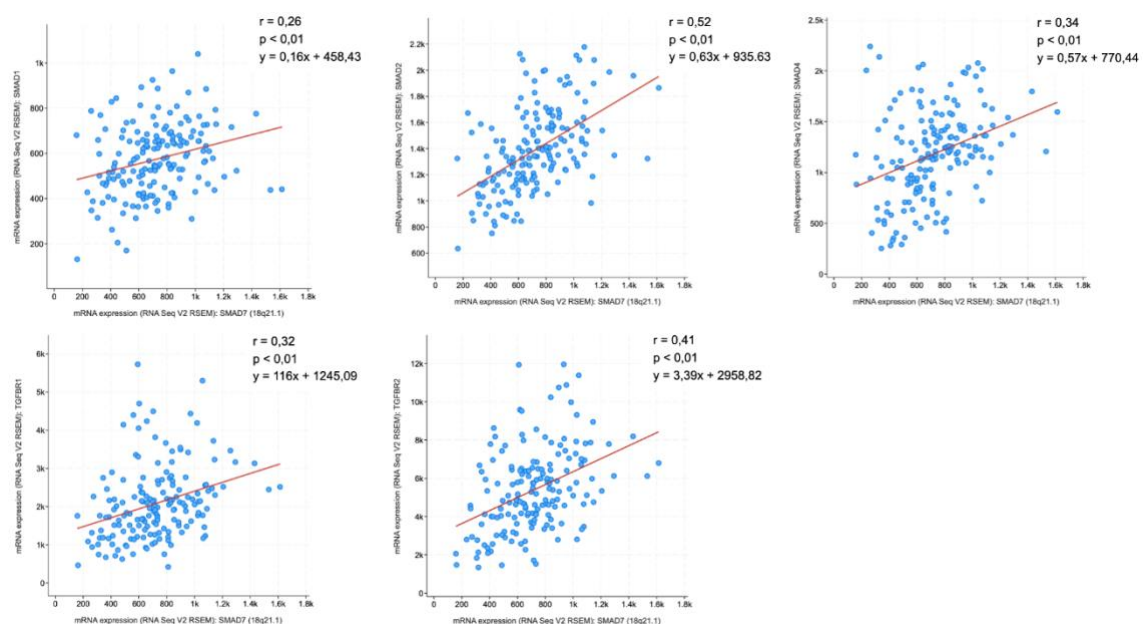 r = 0,26
p < 0,01
y = 0,16x + 458,43
mRNA expression (RNA Seq V2 RSEM): SMAD1
1k
800
600
400
200
0
200
400
600
800
1k
1.2k
1.4k
1.6k
1.8k
mRNA expression (RNA Seq V2 RSEM): SMAD7 (18q21.1)
r = 0,52
p < 0,01
y = 0,63x + 935.63
mRNA expression (RNA Seq V2 RSEM): SMAD2
2.2k
2k
1.8k
1.6k
1.4k
1.2k
1k
800
600
0
200
400
600
800
1k
1.2k
1.4k
1.6k
1.8k
mRNA expression (RNA Seq V2 RSEM): SMAD7 (18q21.1)
r = 0,34
p < 0,01
y = 0,57x + 770,44
mRNA expression (RNA Seq V2 RSEM): SMAD4
2.5k
2k
1.5k
1k
500
0
0
200
400
600
800
1k
1.2k
1.4k
1.6k
1.8k
mRNA expression (RNA Seq V2 RSEM): SMAD7 (18q21.1)
r = 0,32
p < 0,01
y = 116x + 1245,09
mRNA expression (RNA Seq V2 RSEM): TGFBR1
6k
5k
4k
3k
2k
1k
0
0
200
400
600
800
1k
1.2k
1.4k
1.6k
1.8k
mRNA expression (RNA Seq V2 RSEM): SMAD7 (18q21.1)
r = 0,41
p < 0,01
y = 3,39x + 2958,82
mRNA expression (RNA Seq V2 RSEM): TGFBR2
12k
10k
8k
6k
4k
2k
0
0
200
400
600
800
1k
1.2k
1.4k
1.6k
1.8k
mRNA expression (RNA Seq V2 RSEM): SMAD7 (18q21.1)